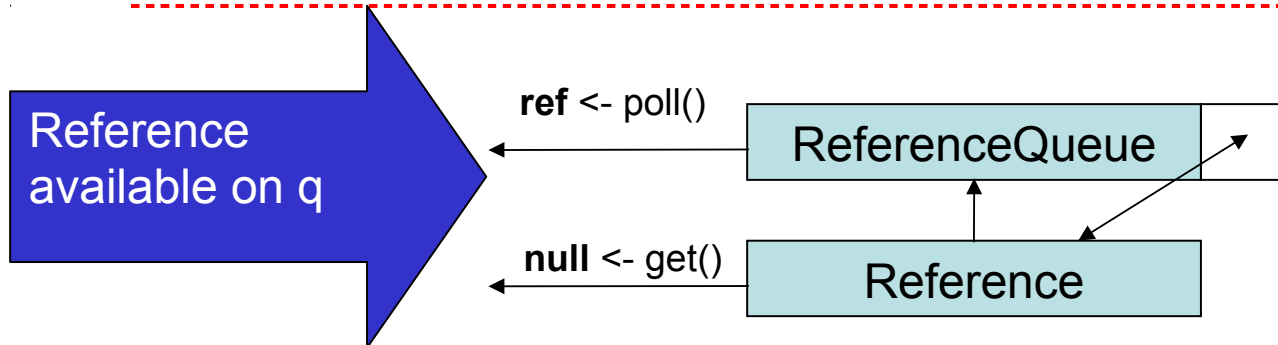 Reference
available on q
ref <- poll()
ReferenceQueue
null <- get()
Reference